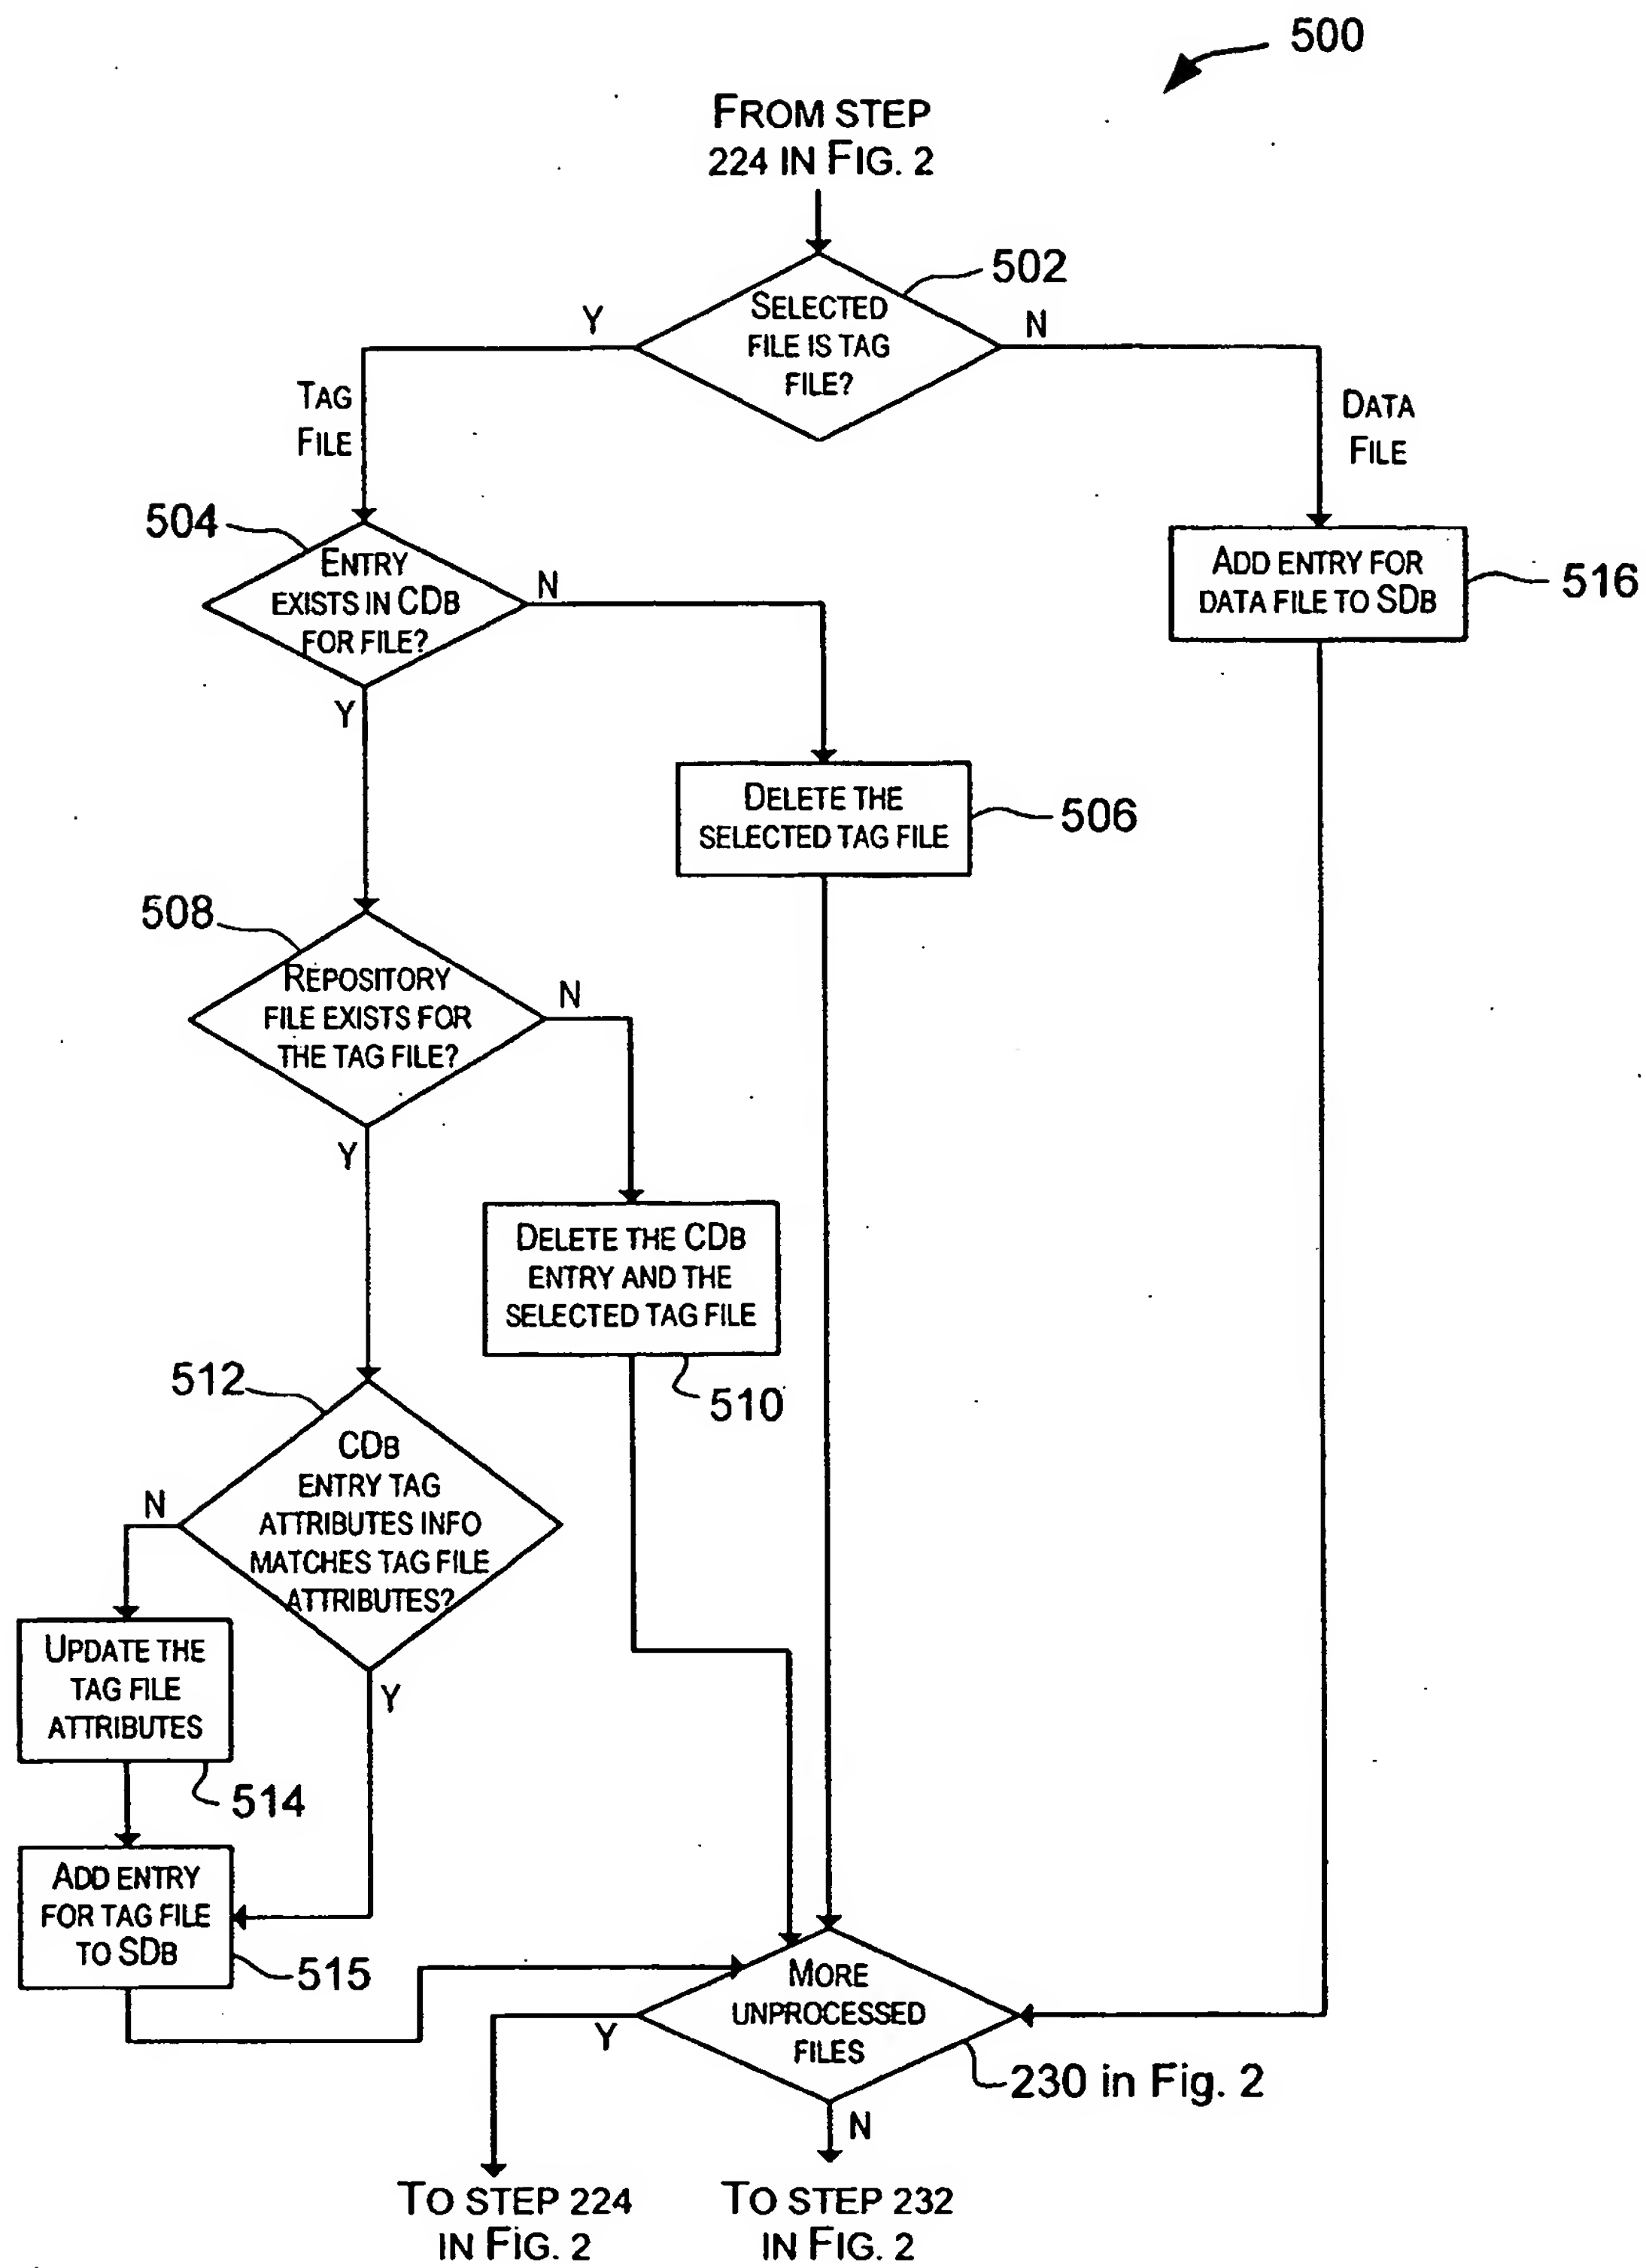 500
FROM STEP
224 IN FIG. 2
502
SELECTED
FILE IS TAG
FILE?
Y
N
TAG
FILE
DATA
FILE
504
ENTRY
EXISTS IN CDB
FOR FILE?
N
Y
ADD ENTRY FOR
DATA FILE TO SDB
516
DELETE THE
SELECTED TAG FILE
506
508
REPOSITORY
FILE EXISTS FOR
THE TAG FILE?
N
Y
DELETE THE CDB
ENTRY AND THE
SELECTED TAG FILE
510
512
CDB
ENTRY TAG
ATTRIBUTES INFO
MATCHES TAG FILE
ATTRIBUTES?
N
Y
UPDATE THE
TAG FILE
ATTRIBUTES
514
ADD ENTRY
FOR TAG FILE
TO SDB
515
MORE
UNPROCESSED
FILES
Y
230 in Fig. 2
N
TO STEP 224
IN FIG. 2
TO STEP 232
IN FIG. 2